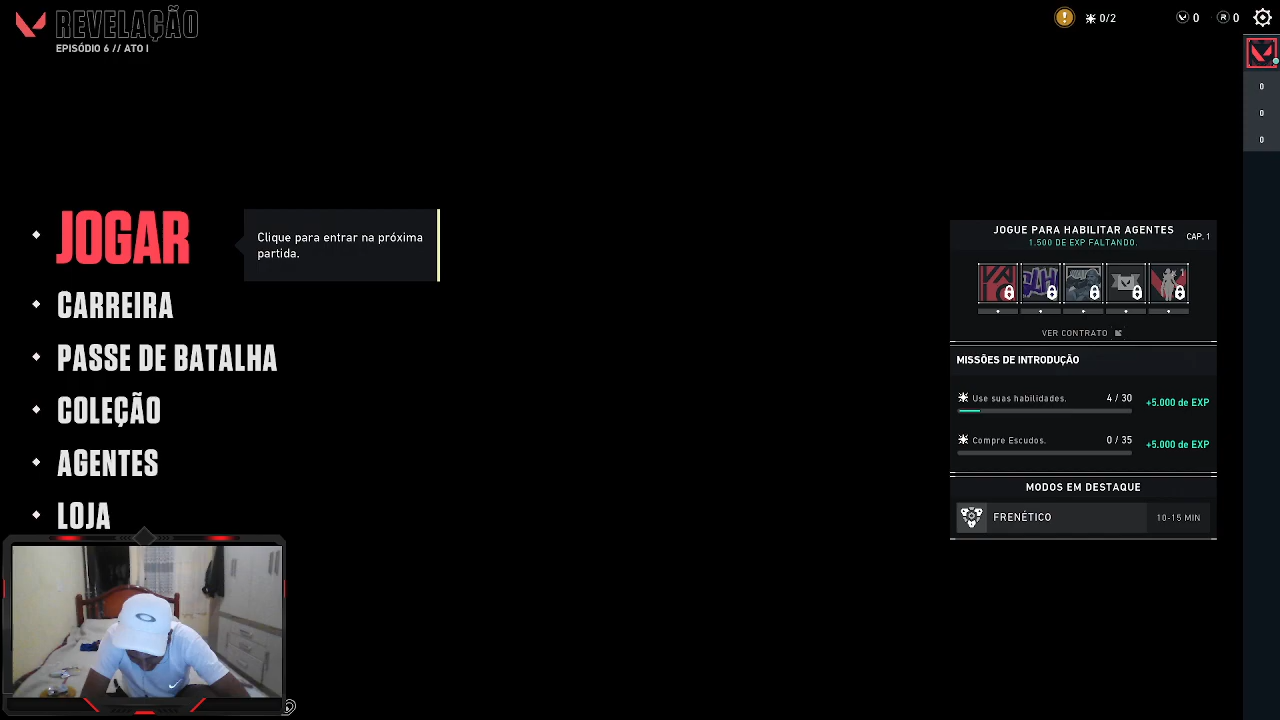 REVELAÇÃO
EPISÓDIO 6 // ATO I
0/2
0
R 0
0
0
0
JOGAR
Clique para entrar na próxima
partida.
CARREIRA
PASSE DE BATALHA
COLEÇÃO
AGENTES
LOJA
JOGUE PARA HABILITAR AGENTES
1.500 DE EXP FALTANDO.
CAP. 1
VER CONTRATO
MISSÕES DE INTRODUÇÃO
Use suas habilidades. 4 / 30 +5.000 de EXP
Compre Escudos. 0 / 35 +5.000 de EXP
MODOS EM DESTAQUE
FRENÉTICO 10-15 MIN